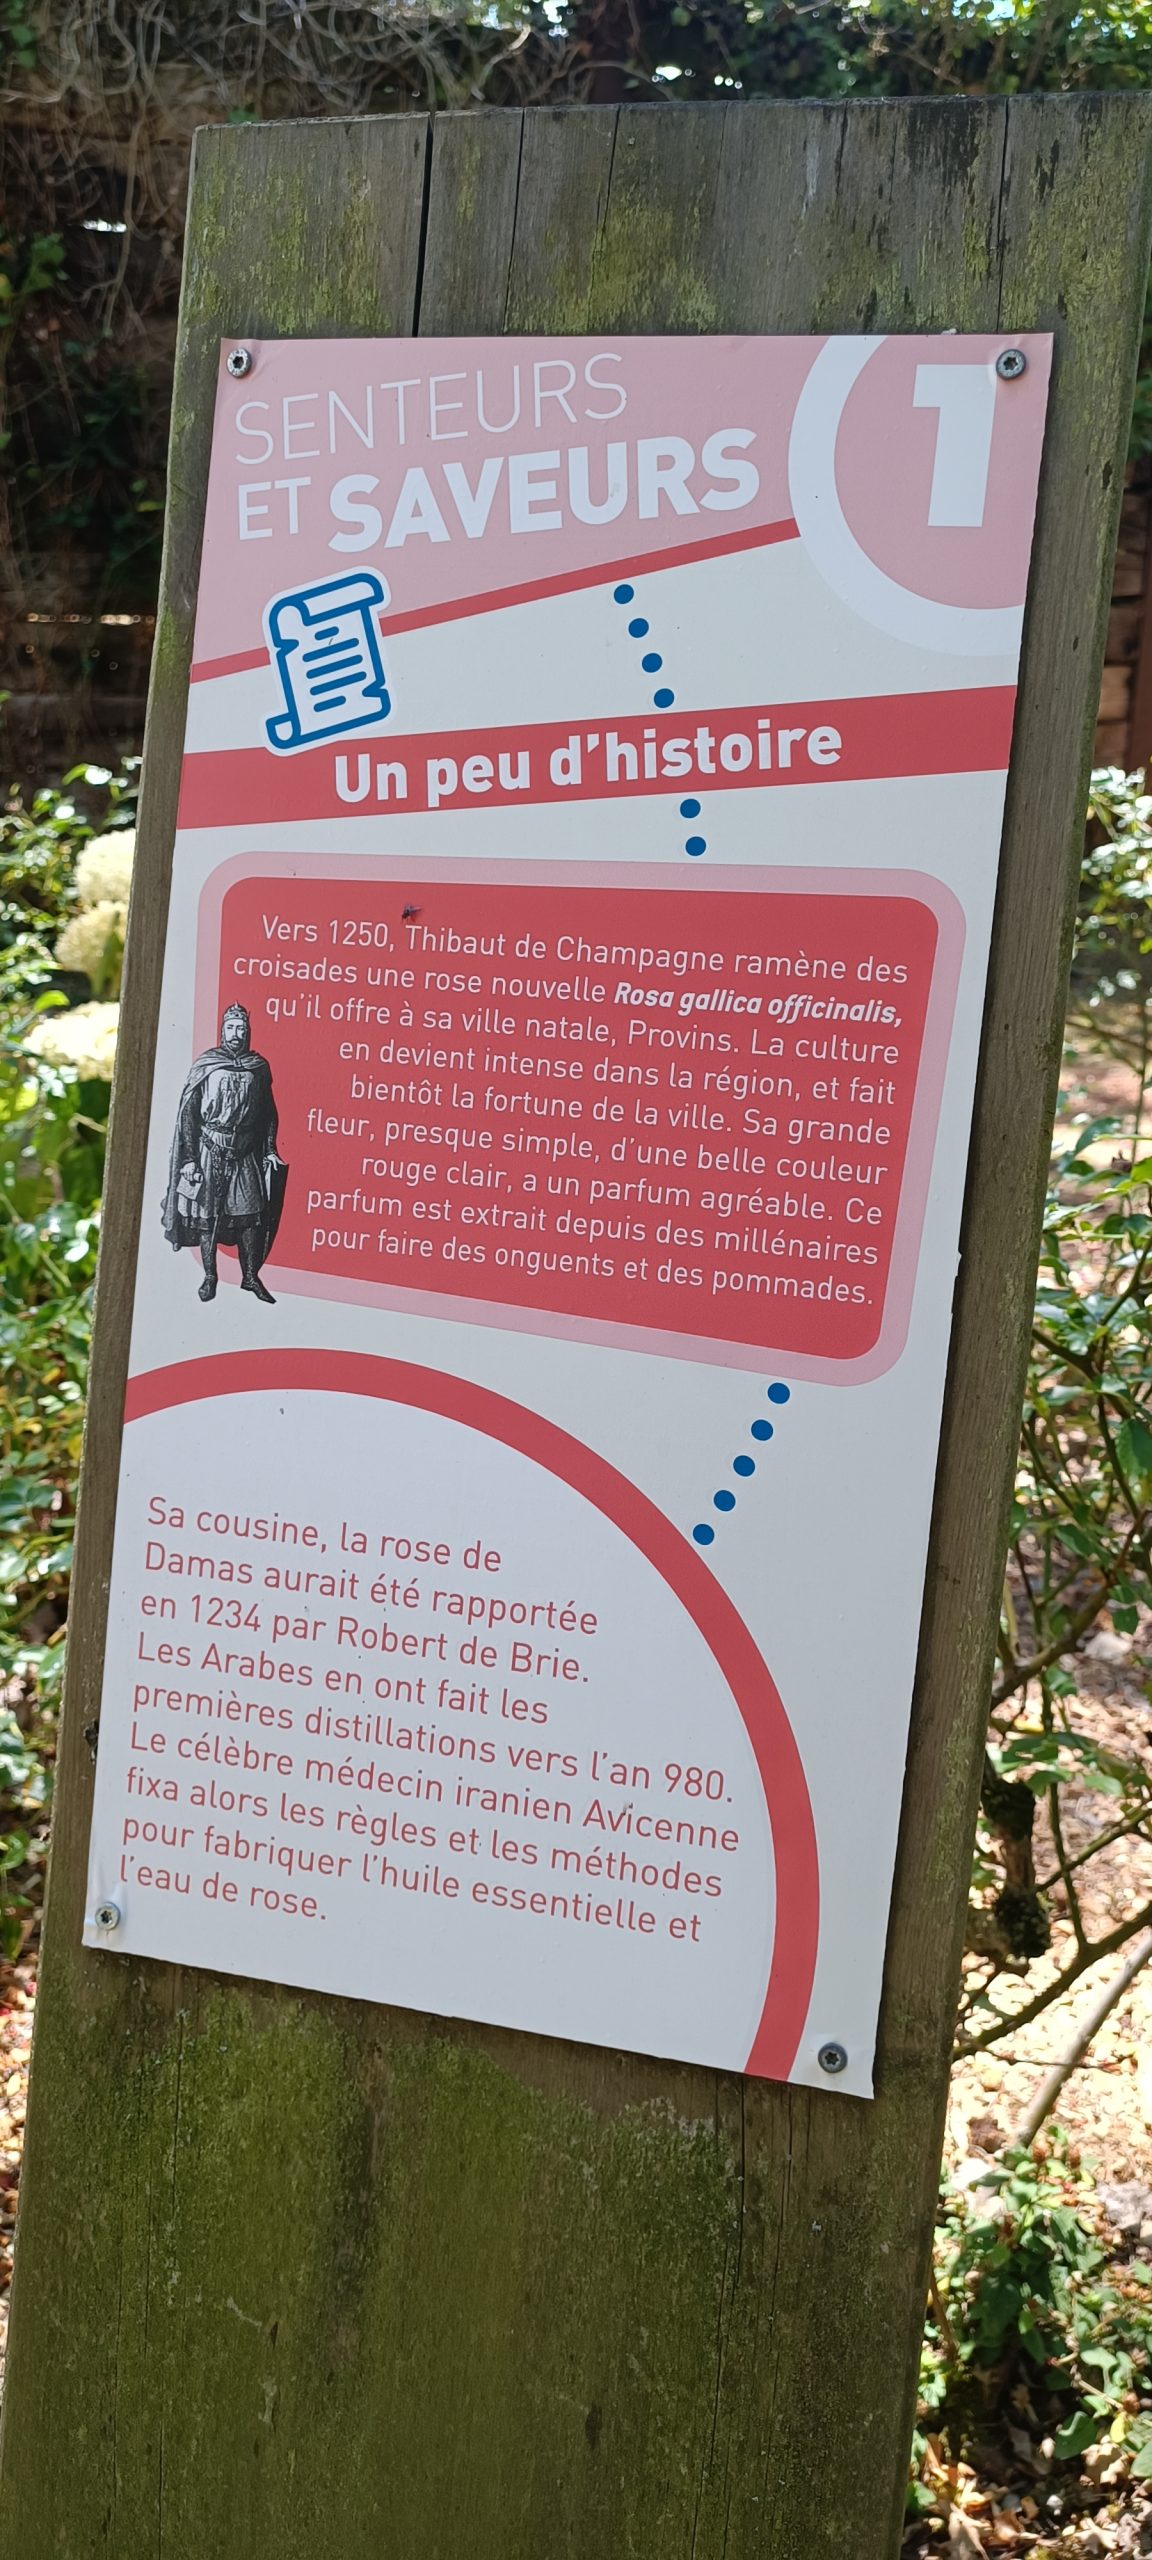 SENTEURS
ET SAVEURS
1
Un peu d'histoire
Vers 1250, Thibaut de Champagne ramène des
croisades une rose nouvelle Rosa gallica officinalis,
qu'il offre à sa ville natale, Provins. La culture
en devient intense dans la région, et fait
bientôt la fortune de la ville. Sa grande
fleur, presque simple, d'une belle couleur
rouge clair, a un parfum agréable. Ce
parfum est extrait depuis des millénaires
pour faire des onguents et des pommades.
Sa cousine, la rose de
Damas aurait été rapportée
en 1234 par Robert de Brie.
Les Arabes en ont fait les
premières distillations vers l'an 980.
Le célèbre médecin iranien Avicenne
fixa alors les règles et les méthodes
pour fabriquer l'huile essentielle et
l'eau de rose.